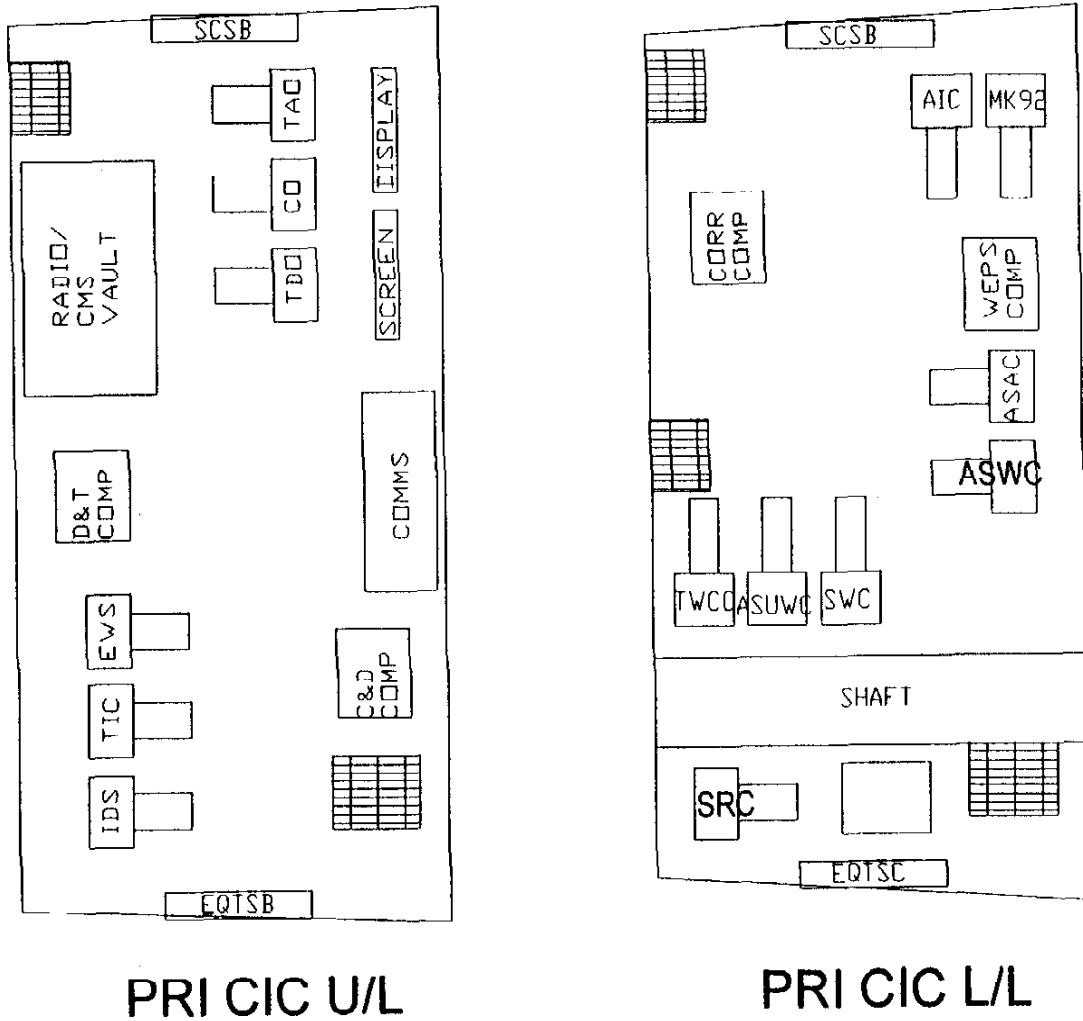 SCSB
TAO
DISPLAY
CO
RADIO/
CMS
VAULT
TDO
SCREEN
D&T
COMP
COMMS
EWS
C&D
COMP
TIC
IDS
EQTSB
PRI CIC U/L
SCSB
AIC
MK92
CORR
COMP
WEPS
COMP
ASAC
ASWC
TWCO
ASUWC
SWC
SHAFT
SRC
EQTSC
PRI CIC L/L